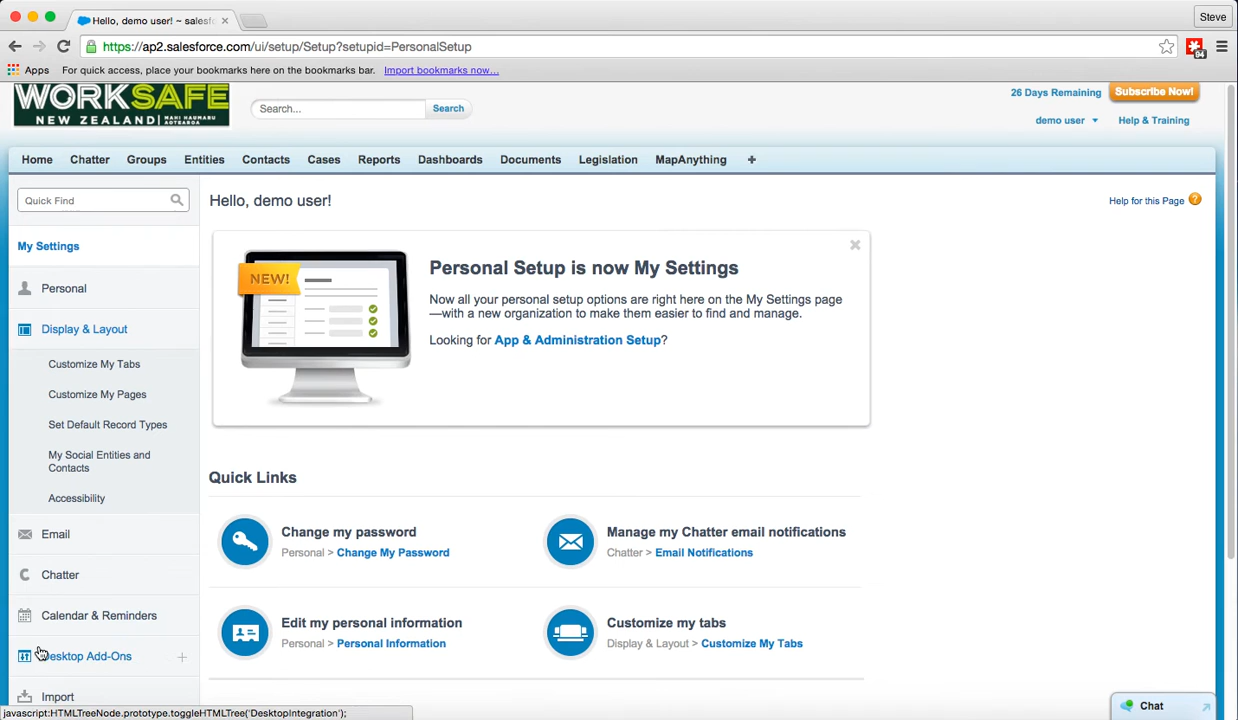 Hello, demo user! ~ salesf
Steve
https://ap2.salesforce.com/ui/setup/Setup?setupid=PersonalSetup
94
Apps For quick access, place your bookmarks here on the bookmarks bar. Import bookmarks now…
WORKSAFE
NEW ZEALAND | MAHI HAUMARU AOTEAROA
Search...
Search
26 Days Remaining
Subscribe Now!
demo user
Help & Training
Home Chatter Groups Entities Contacts Cases Reports Dashboards Documents Legislation MapAnything +
Quick Find
Hello, demo user!
Help for this Page ?
My Settings
Personal
Display & Layout
Customize My Tabs
Customize My Pages
Set Default Record Types
My Social Entities and
Contacts
Accessibility
Email
Chatter
Calendar & Reminders
Desktop Add-Ons
Import
NEW!
Personal Setup is now My Settings
Now all your personal setup options are right here on the My Settings page
—with a new organization to make them easier to find and manage.
Looking for App & Administration Setup?
Quick Links
Change my password
Personal > Change My Password
Manage my Chatter email notifications
Chatter > Email Notifications
Edit my personal information
Personal > Personal Information
Customize my tabs
Display & Layout > Customize My Tabs
javascript:HTMLTreeNode.prototype.toggleHTMLTree('DesktopIntegration');
Chat